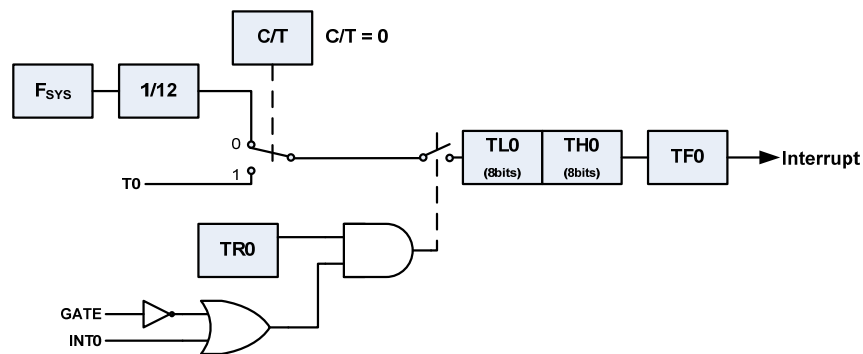 C/T
C/T = 0
FSYS
1/12
0
1
T0
TL0
(8bits)
TH0
(8bits)
TF0
Interrupt
TR0
GATE
INT0